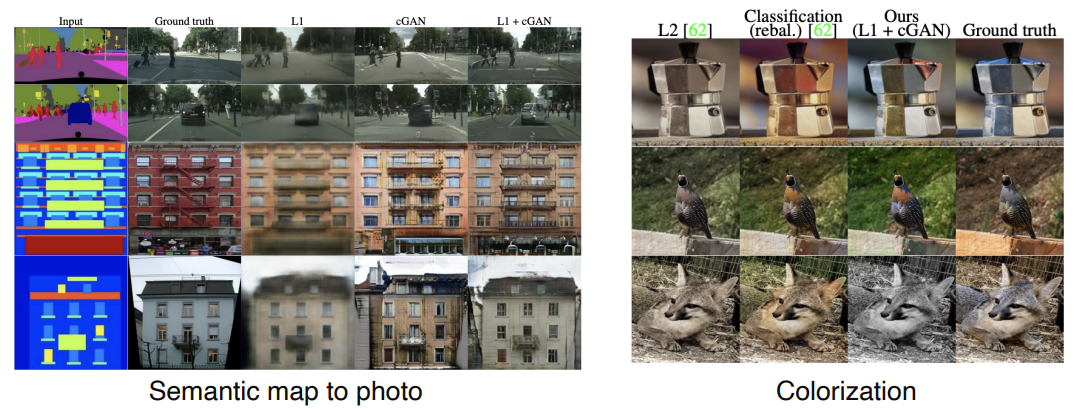 Input Ground truth L1 cGAN L1 + cGAN
Semantic map to photo
L2 [62] Classification (rebal.) [62] Ours (L1 + cGAN) Ground truth
Colorization